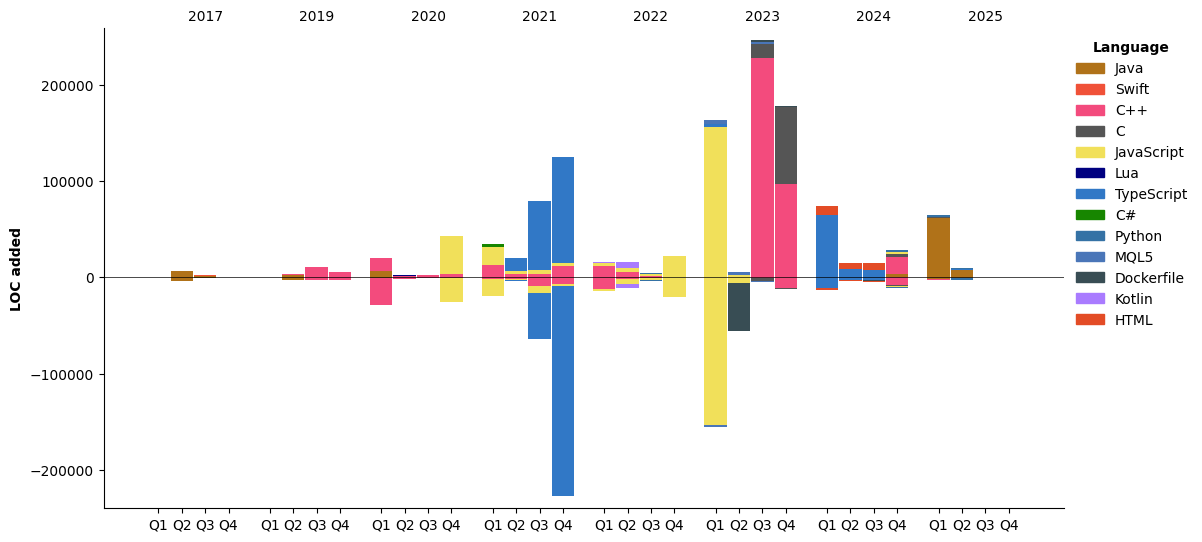 2017 2019 2020 2021 2022 2023 2024 2025
LOC added
200000
100000
0
−100000
−200000
Q1 Q2 Q3 Q4 Q1 Q2 Q3 Q4 Q1 Q2 Q3 Q4 Q1 Q2 Q3 Q4 Q1 Q2 Q3 Q4 Q1 Q2 Q3 Q4 Q1 Q2 Q3 Q4 Q1 Q2 Q3 Q4
Language
Java
Swift
C++
C
JavaScript
Lua
TypeScript
C#
Python
MQL5
Dockerfile
Kotlin
HTML